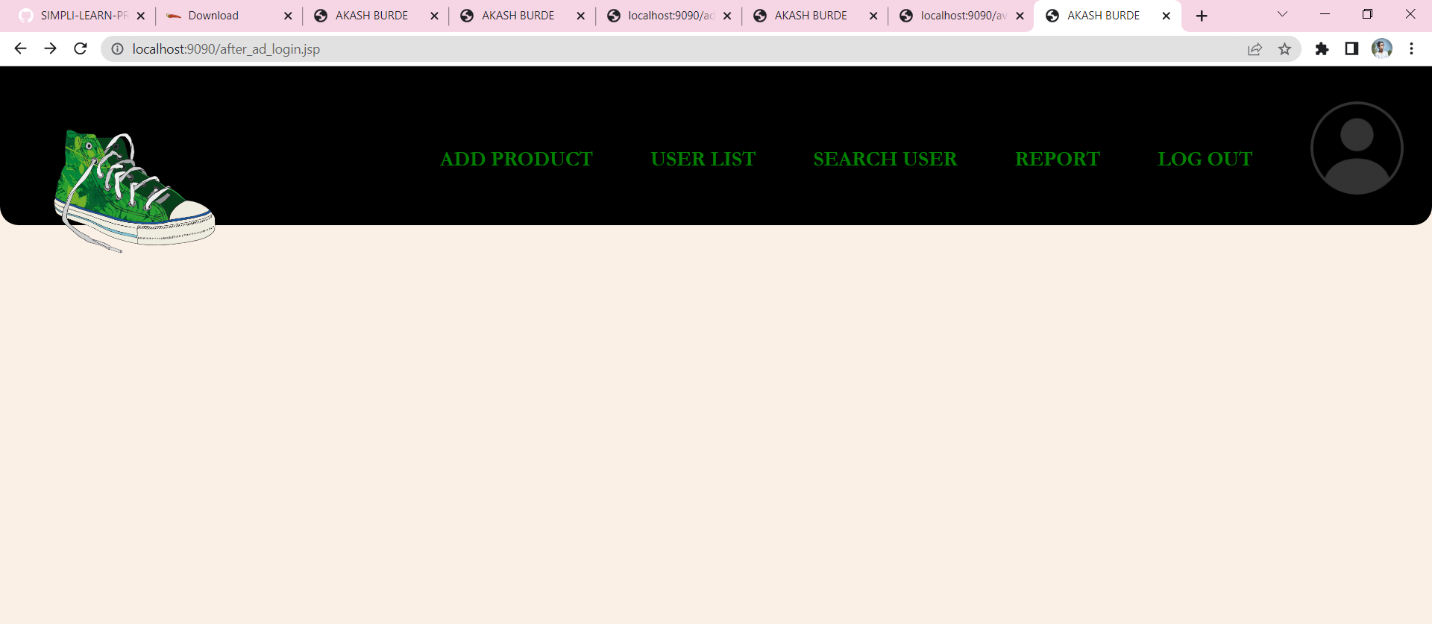 SIMPLI-LEARN-PR Download AKASH BURDE AKASH BURDE localhost:9090/ad AKASH BURDE localhost:9090/av AKASH BURDE
localhost:9090/after_ad_login.jsp
ADD PRODUCT USER LIST SEARCH USER REPORT LOG OUT